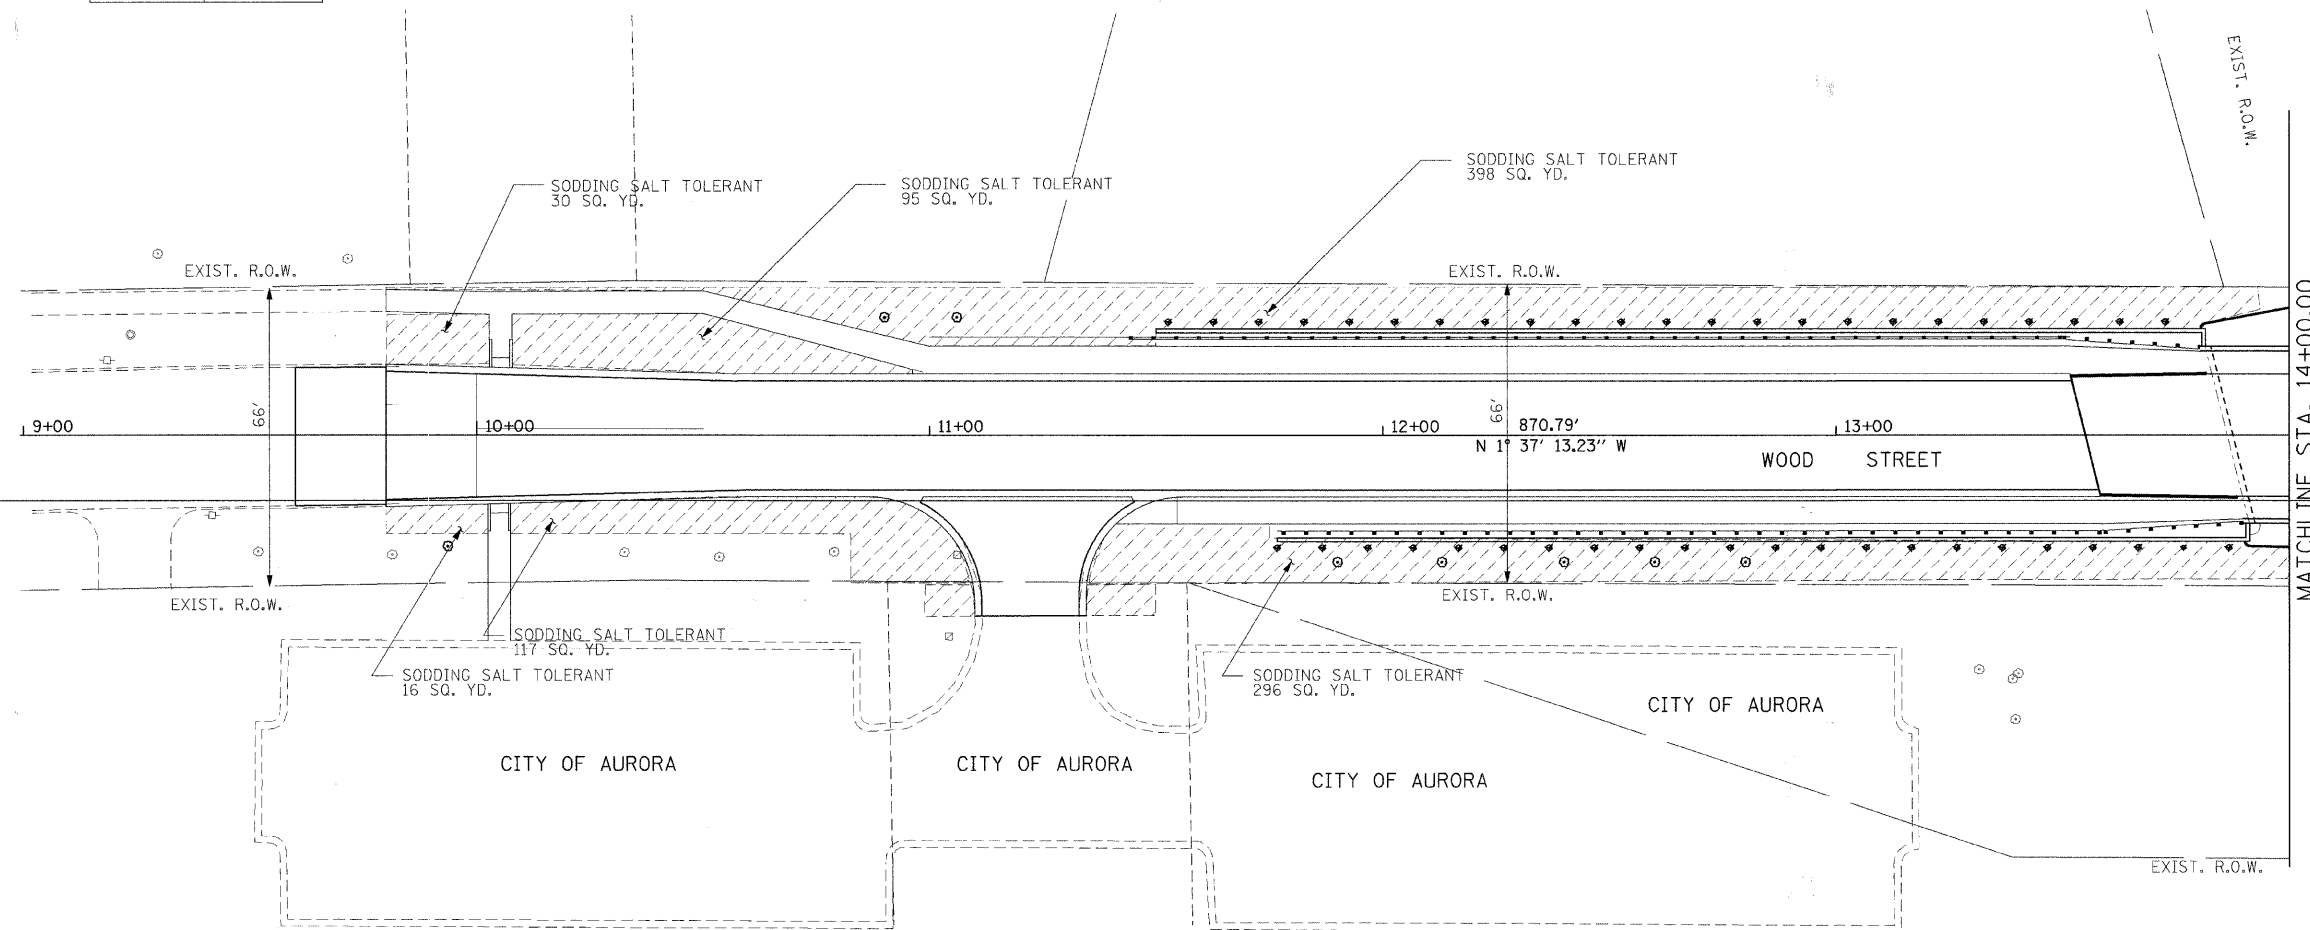 EXIST. R.O.W.
SODDING SALT TOLERANT
398 SQ. YD.
SODDING SALT TOLERANT
30 SQ. YD.
SODDING SALT TOLERANT
95 SQ. YD.
EXIST. R.O.W.
EXIST. R.O.W.
66'
66'
9+00
10+00
11+00
12+00
870.79'
13+00
N 1° 37' 13.23" W
WOOD STREET
MATCHLINE STA. 14+00.00
EXIST. R.O.W.
EXIST. R.O.W.
SODDING SALT TOLERANT
117 SQ. YD.
SODDING SALT TOLERANT
16 SQ. YD.
SODDING SALT TOLERANT
296 SQ. YD.
CITY OF AURORA
CITY OF AURORA
CITY OF AURORA
CITY OF AURORA
EXIST. R.O.W.